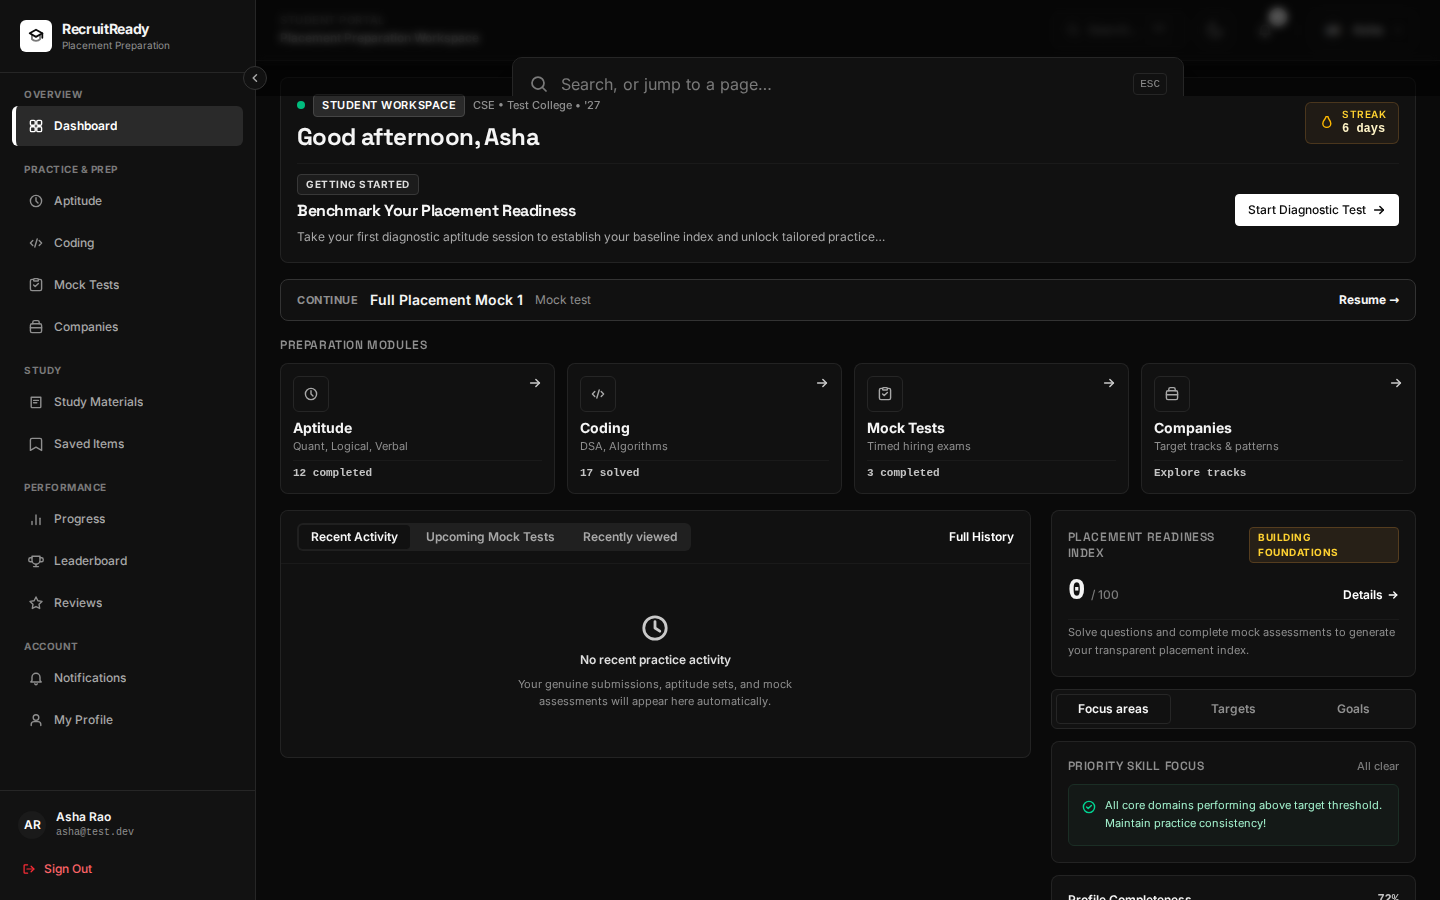 RecruitReady
Placement Preparation
OVERVIEW
Dashboard
PRACTICE & PREP
Aptitude
Coding
Mock Tests
Companies
STUDY
Study Materials
Saved Items
PERFORMANCE
Progress
Leaderboard
Reviews
ACCOUNT
Notifications
My Profile
AR
Asha Rao
asha@test.dev
Sign Out
Search, or jump to a page...
ESC
STUDENT WORKSPACE
CSE • Test College • '27
Good afternoon, Asha
STREAK
6 days
GETTING STARTED
Benchmark Your Placement Readiness
Take your first diagnostic aptitude session to establish your baseline index and unlock tailored practice...
Start Diagnostic Test →
CONTINUE Full Placement Mock 1 Mock test
Resume →
PREPARATION MODULES
Aptitude
Quant, Logical, Verbal
12 completed
Coding
DSA, Algorithms
17 solved
Mock Tests
Timed hiring exams
3 completed
Companies
Target tracks & patterns
Explore tracks
Recent Activity
Upcoming Mock Tests
Recently viewed
Full History
No recent practice activity
Your genuine submissions, aptitude sets, and mock
assessments will appear here automatically.
PLACEMENT READINESS
INDEX
BUILDING
FOUNDATIONS
0 / 100
Details →
Solve questions and complete mock assessments to generate
your transparent placement index.
Focus areas
Targets
Goals
PRIORITY SKILL FOCUS
All clear
All core domains performing above target threshold.
Maintain practice consistency!
Profile Completeness
72%